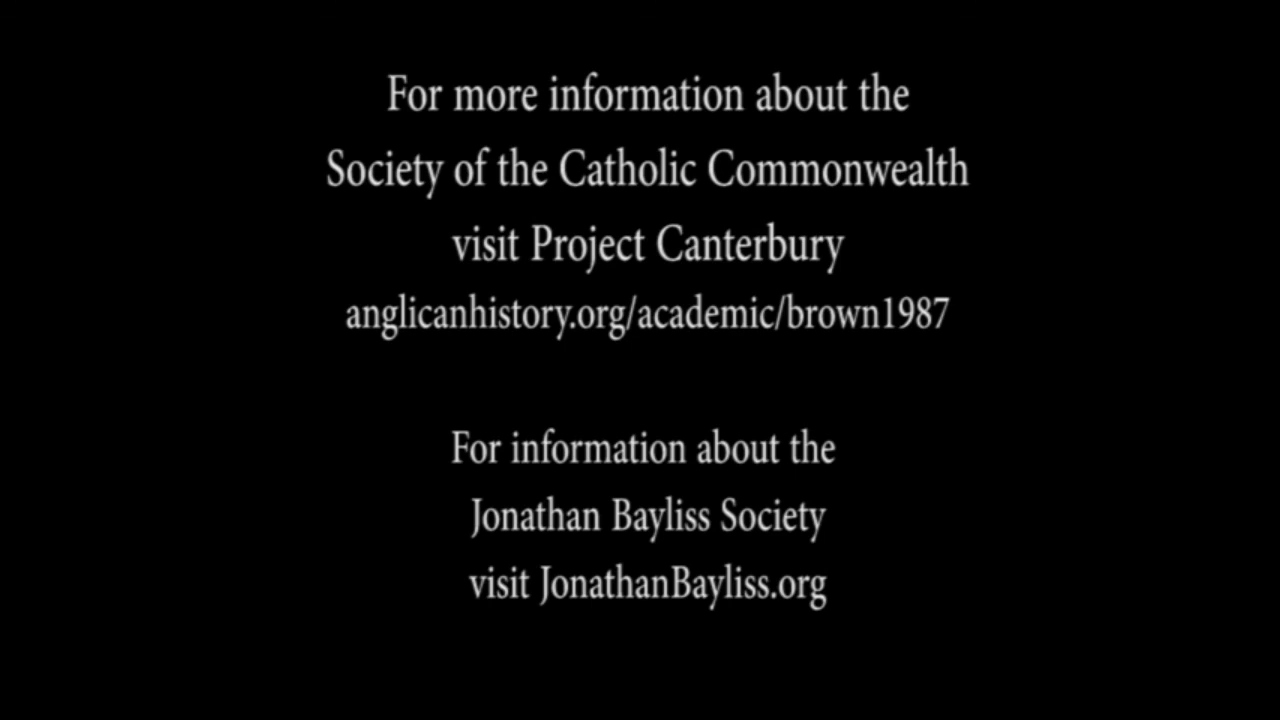 For more information about the
Society of the Catholic Commonwealth
visit Project Canterbury
anglicanhistory.org/academic/brown1987
For information about the
Jonathan Bayliss Society
visit JonathanBayliss.org